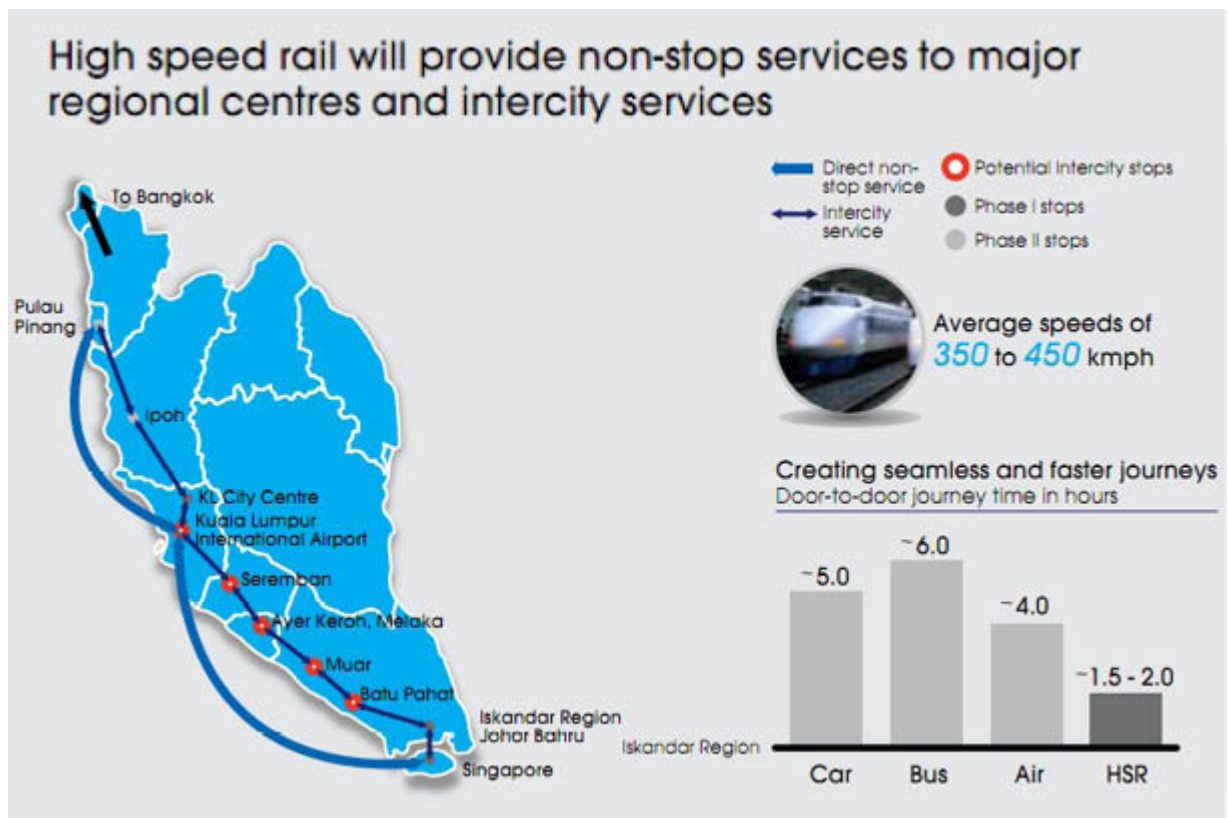 High speed rail will provide non-stop services to major
regional centres and intercity services
To Bangkok
Pulau
Pinang
Ipoh
KL City Centre
Kuala Lumpur
International Airport
Seremban
Ayer Keroh, Melaka
Muar
Batu Pahat
Iskandar Region
Johor Bahru
Singapore
Direct non-
stop service
Intercity
service
Potential Intercity stops
Phase I stops
Phase II stops
Average speeds of
350 to 450 kmph
Creating seamless and faster journeys
Door-to-door journey time in hours
~5.0
~6.0
~4.0
~1.5 - 2.0
Iskandar Region
Car
Bus
Air
HSR